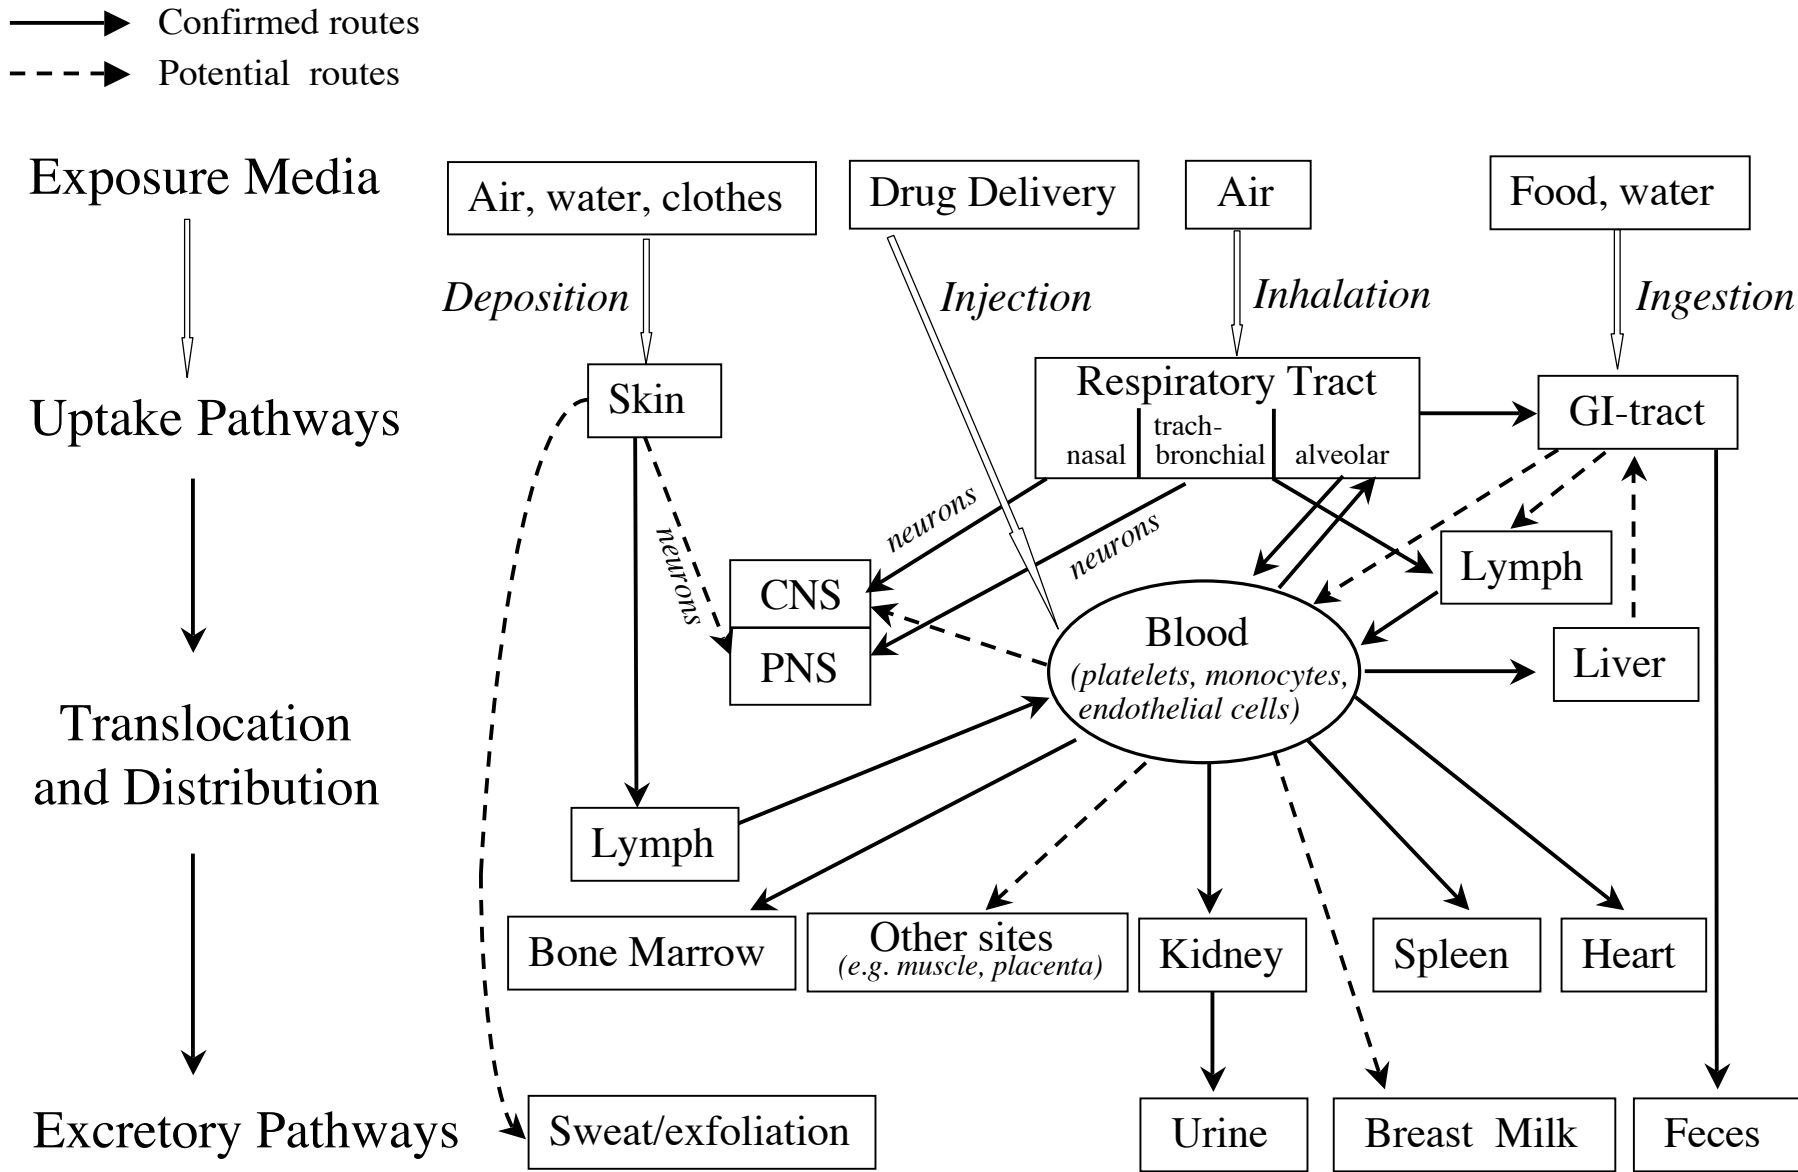 Confirmed routes
Potential routes
Exposure Media
Air, water, clothes
Drug Delivery
Air
Food, water
Deposition
Injection
Inhalation
Ingestion
Uptake Pathways
Skin
Respiratory Tract
nasal
trach-
bronchial
alveolar
GI-tract
neurons
neurons
neurons
CNS
PNS
Lymph
Blood
(platelets, monocytes,
endothelial cells)
Liver
Translocation
and Distribution
Lymph
Bone Marrow
Other sites
(e.g. muscle, placenta)
Kidney
Spleen
Heart
Excretory Pathways
Sweat/exfoliation
Urine
Breast Milk
Feces